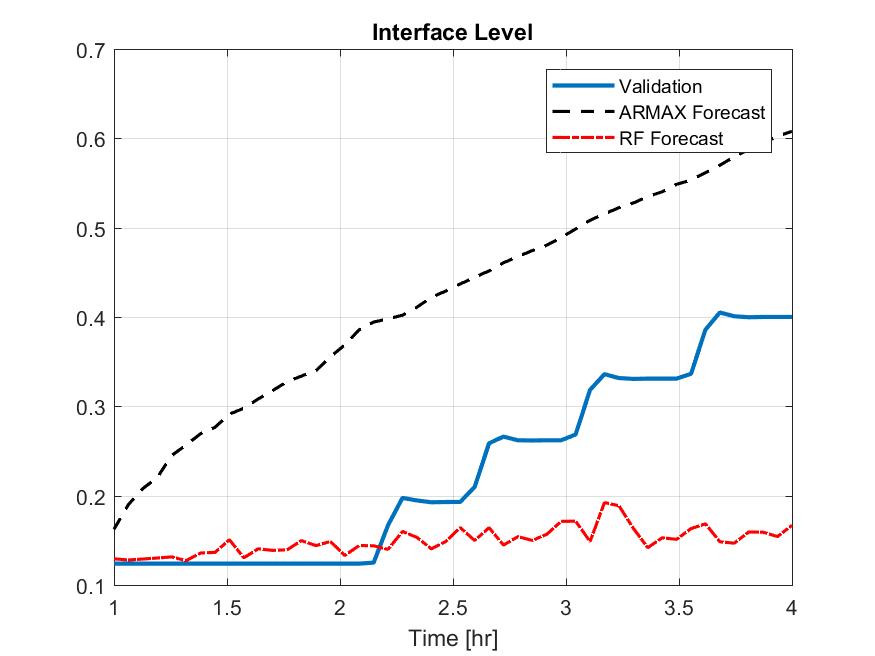 Interface Level
0.7
0.6
0.5
0.4
0.3
0.2
0.1
Validation
ARMAX Forecast
RF Forecast
1 1.5 2 2.5 3 3.5 4
Time [hr]